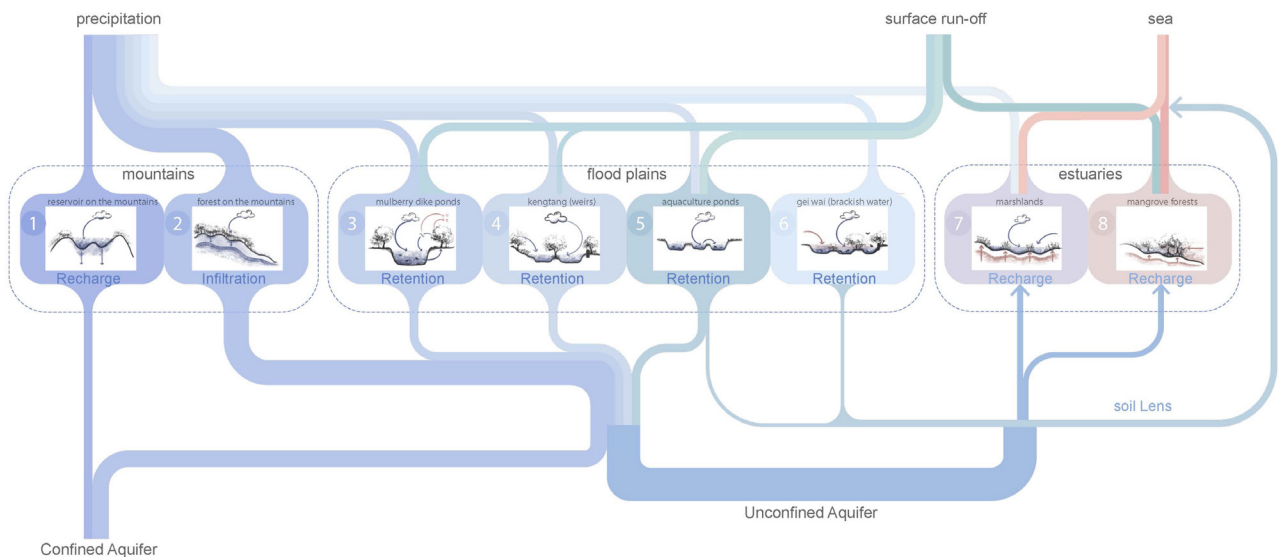 precipitation
surface run-off
sea
mountains
flood plains
estuaries
reservoir on the mountains
forest on the mountains
mulberry dike ponds
kengtang (weirs)
aquaculture ponds
gei wai (brackish water)
marshlands
mangrove forests
1
2
3
4
5
6
7
8
Recharge
Infiltration
Retention
Retention
Retention
Retention
Recharge
Recharge
soil Lens
Unconfined Aquifer
Confined Aquifer